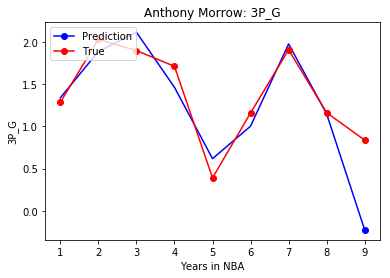 Anthony Morrow: 3P_G
Prediction
True
2.0
1.5
1.0
0.5
0.0
3P_G
1 2 3 4 5 6 7 8 9
Years in NBA